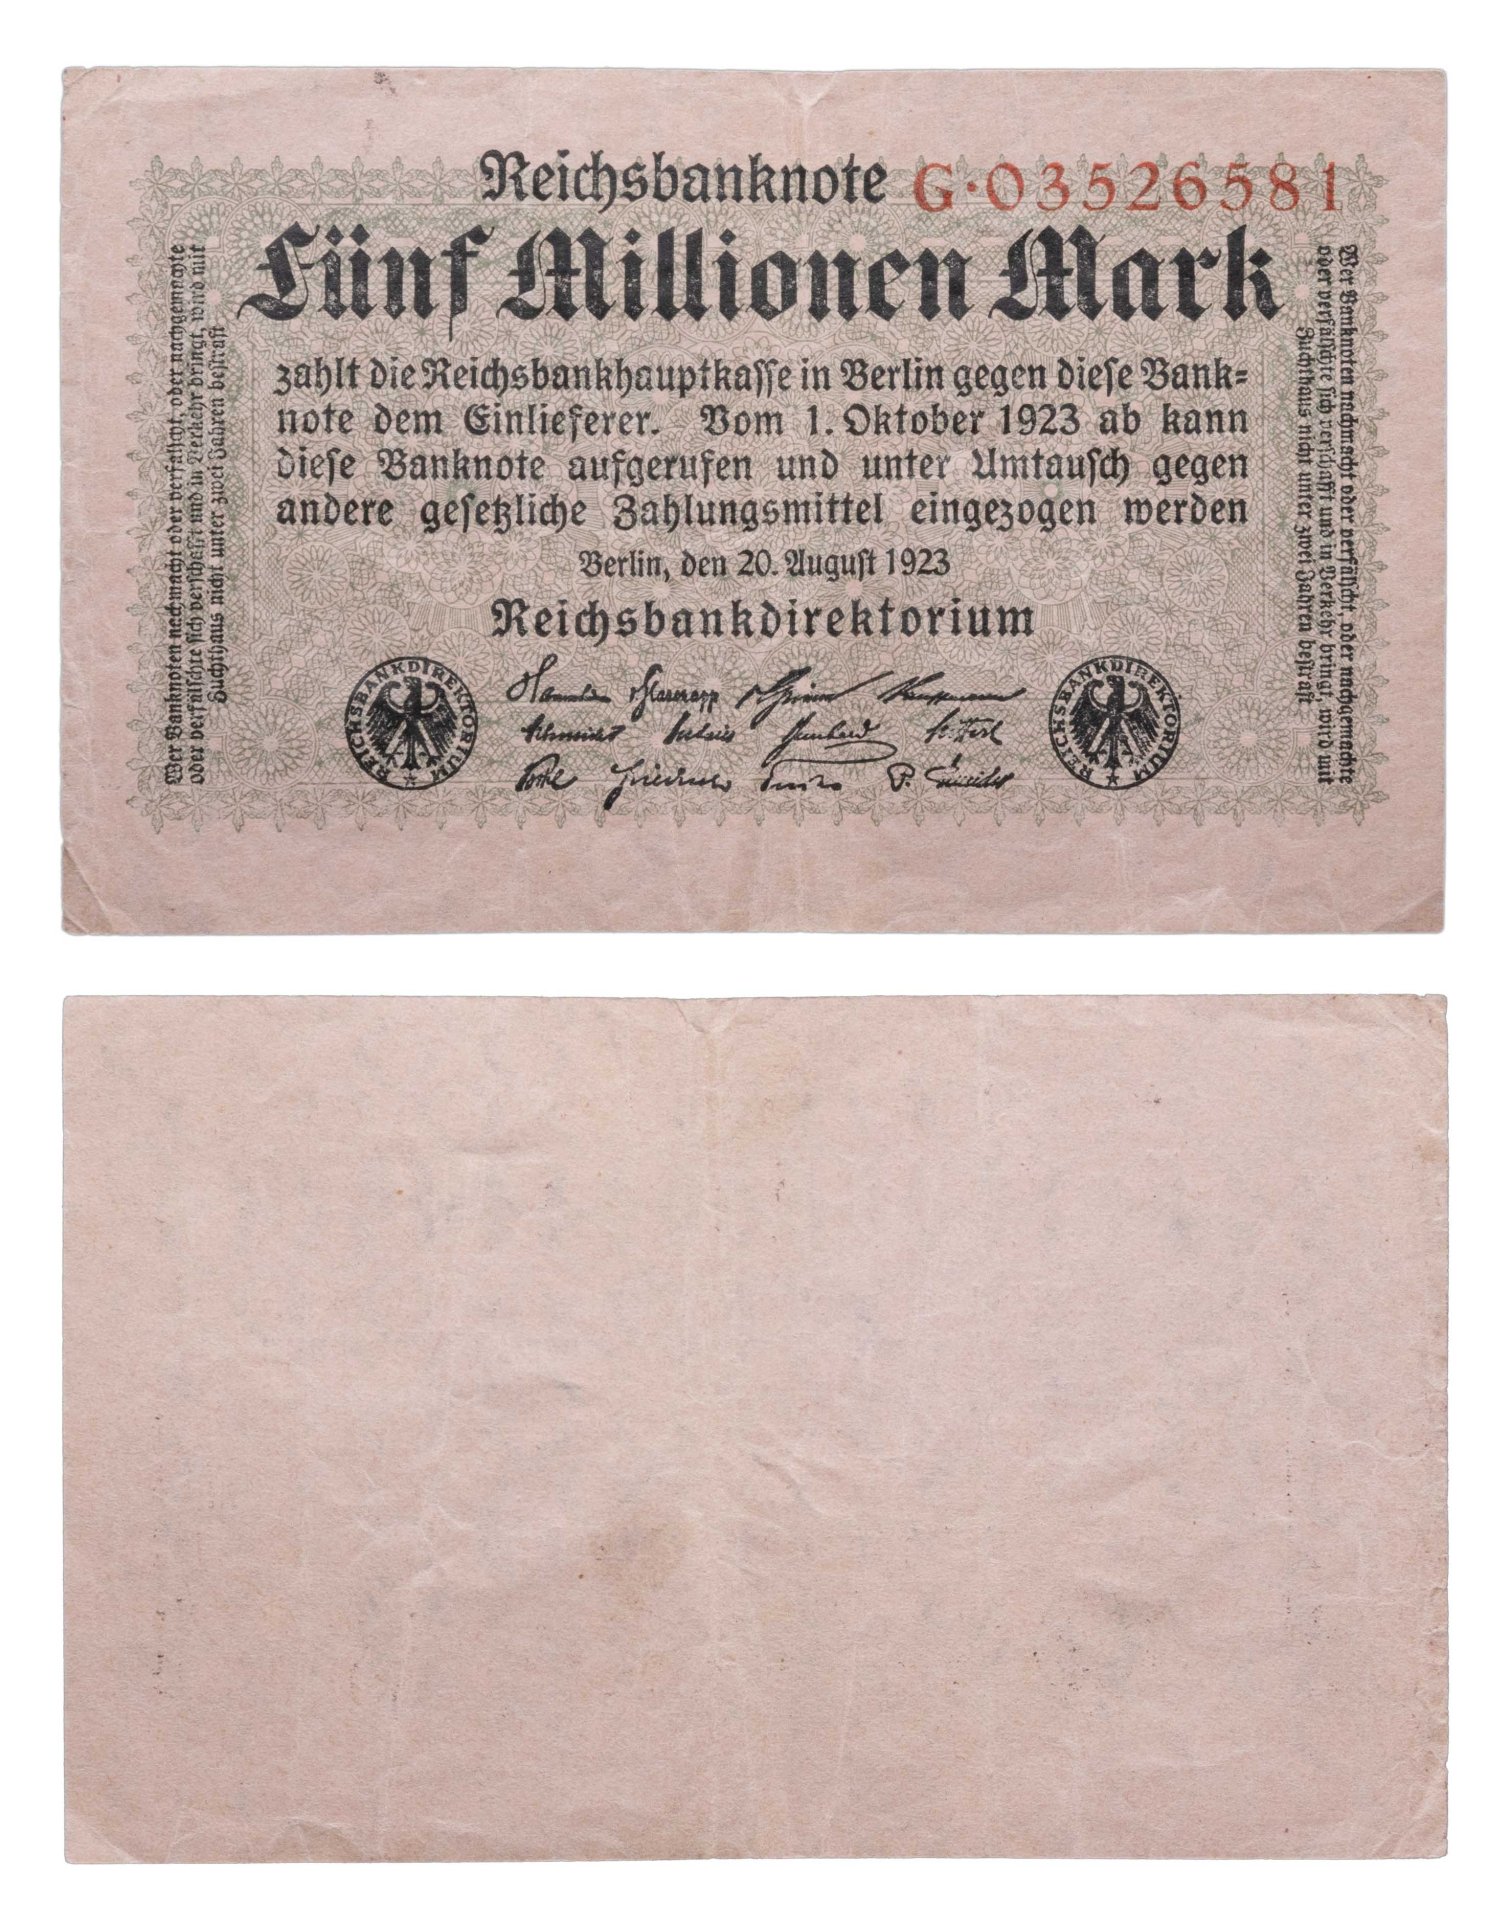 Reichsbanknote G·03526581
Fünf Millionen Mark
zahlt die Reichsbankhauptkasse in Berlin gegen diese Bank=
note dem Einlieferer. Vom 1. Oktober 1923 ab kann
diese Banknote aufgerufen und unter Umtausch gegen
andere gesetzliche Zahlungsmittel eingezogen werden
Berlin, den 20. August 1923
Reichsbankdirektorium
REICHSBANKDIREKTORIUM
REICHSBANKDIREKTORIUM
Wer Banknoten nachmacht oder verfälscht, oder nachgemachte
oder verfälschte sich verschafft und in Verkehr bringt, wird mit
Zuchthaus nicht unter zwei Jahren bestraft
Wer Banknoten nachmacht oder verfälscht, oder nachgemachte
oder verfälschte sich verschafft und in Verkehr bringt, wird mit
Zuchthaus nicht unter zwei Jahren bestraft